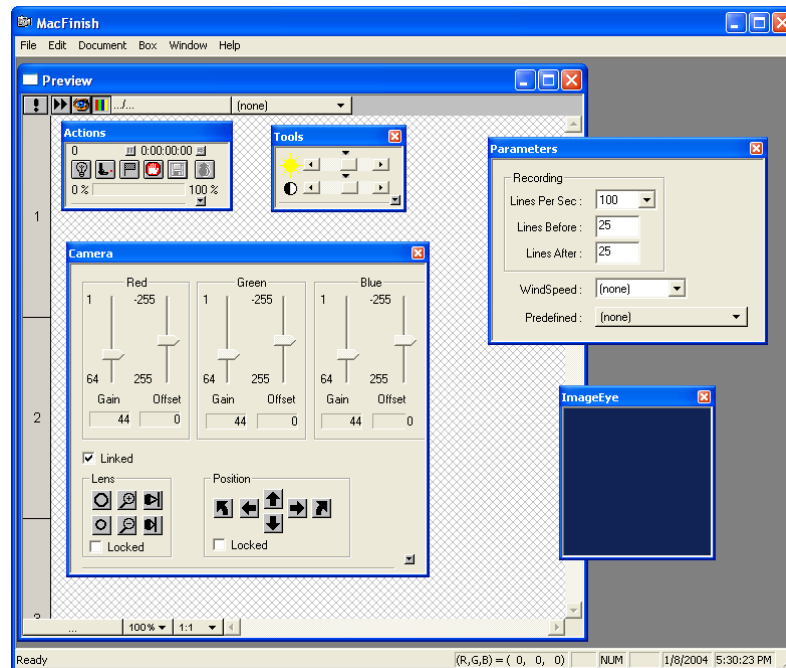 MacFinish
File Edit Document Box Window Help
Preview
.../... (none)
Actions
0 0:00:00:00
0 % 100 %
Tools
Parameters
Recording
Lines Per Sec : 100
Lines Before : 25
Lines After : 25
WindSpeed : (none)
Predefined : (none)
1
Camera
Red Green Blue
1 -255 1 -255 1 -255
64 255 64 255 64 255
Gain Offset Gain Offset Gain Offset
44 0 44 0 44 0
2
Linked
Lens Position
Locked Locked
ImageEye
3
... 100% 1:1
Ready (R,G,B) = ( 0, 0, 0) NUM 1/8/2004 5:30:23 PM